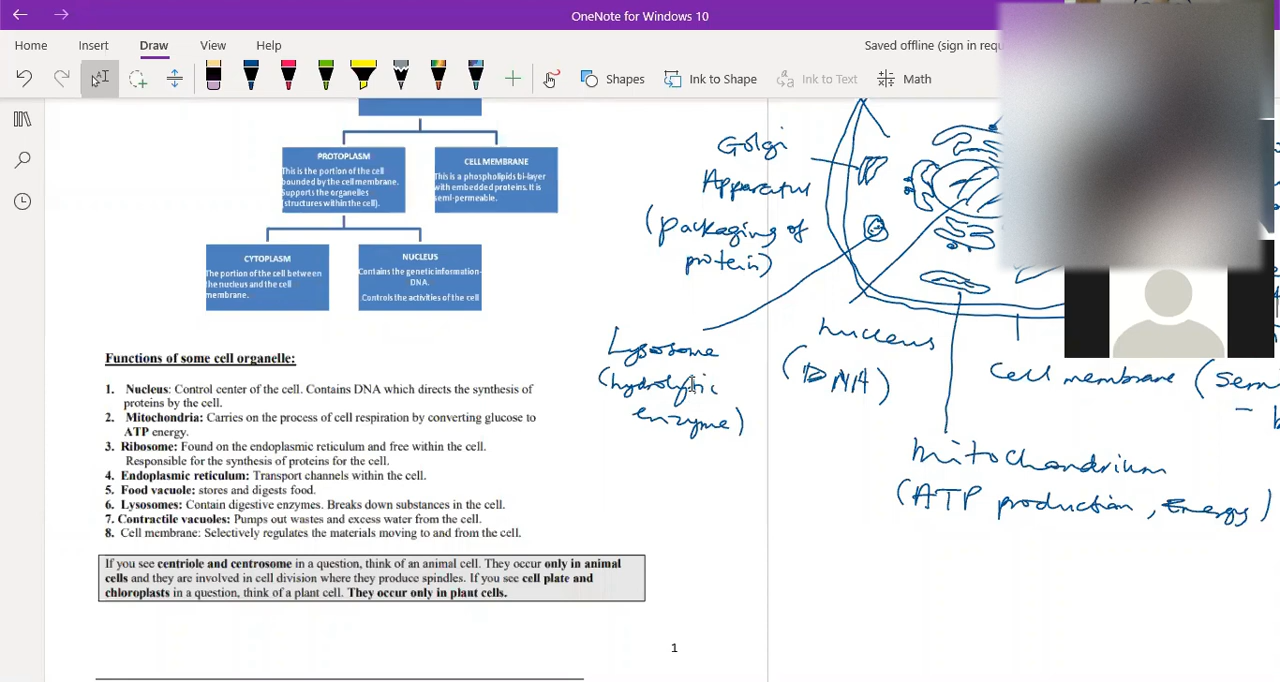 OneNote for Windows 10
Home Insert Draw View Help
Saved offline (sign in requ
Shapes Ink to Shape Ink to Text Math
PROTOPLASM
This is the portion of the cell
bounded by the cell membrane.
Supports the organelles
(structures within the cell).
CELL MEMBRANE
This is a phospholipids bi-layer
with embedded proteins. It is
semi-permeable.
CYTOPLASM
The portion of the cell between
the nucleus and the cell
membrane.
NUCLEUS
Contains the genetic information-
DNA.
Controls the activities of the cell
Functions of some cell organelle:
1. Nucleus: Control center of the cell. Contains DNA which directs the synthesis of
proteins by the cell.
2. Mitochondria: Carries on the process of cell respiration by converting glucose to
ATP energy.
3. Ribosome: Found on the endoplasmic reticulum and free within the cell.
Responsible for the synthesis of proteins for the cell.
4. Endoplasmic reticulum: Transport channels within the cell.
5. Food vacuole: stores and digests food.
6. Lysosomes: Contain digestive enzymes. Breaks down substances in the cell.
7. Contractile vacuoles: Pumps out wastes and excess water from the cell.
8. Cell membrane: Selectively regulates the materials moving to and from the cell.
If you see centriole and centrosome in a question, think of an animal cell. They occur only in animal
cells and they are involved in cell division where they produce spindles. If you see cell plate and
chloroplasts in a question, think of a plant cell. They occur only in plant cells.
1
Golgi
Apparatus
(packaging of
protein)
Lysosome
(hydrolytic
enzyme)
nucleus
(DNA)
cell membrane (semi
mitochondrium
(ATP production, Energy)